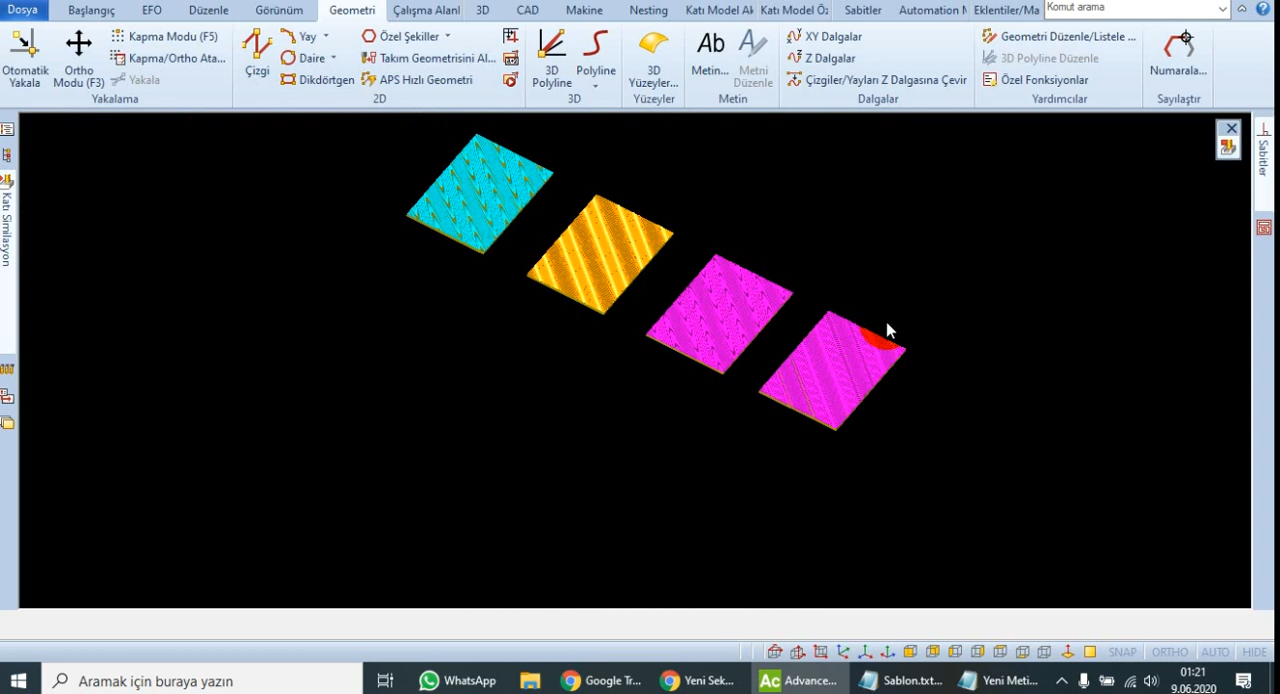 Dosya Başlangıç EFO Düzenle Görünüm Geometri Çalışma Alanl 3D CAD Makine Nesting Katı Model Ak Katı Model Öz Sabitler Automation M Eklentiler/Ma Komut arama
Otomatik Yakala
Ortho Modu (F3)
Kapma Modu (F5)
Kapma/Ortho Ata...
Yakala
Yakalama
Çizgi
Yay
Daire
Dikdörtgen
Özel Şekiller
Takım Geometrisini Al...
APS Hızlı Geometri
2D
3D Polyline
Polyline
3D
3D Yüzeyler...
Yüzeyler
Ab
Metin...
Metni Düzenle
Metin
XY Dalgalar
Z Dalgalar
Çizgiler/Yayları Z Dalgasına Çevir
Dalgalar
Geometri Düzenle/Listele ...
3D Polyline Düzenle
Özel Fonksiyonlar
Yardımcılar
Numarala...
Sayılaştır
Katı Simlasyon
Sabitler
SNAP ORTHO AUTO HIDE
Aramak için buraya yazın
WhatsApp
Google Tr...
Yeni Sek...
Ac Advance...
Sablon.txt...
Yeni Meti...
01:21
9.06.2020